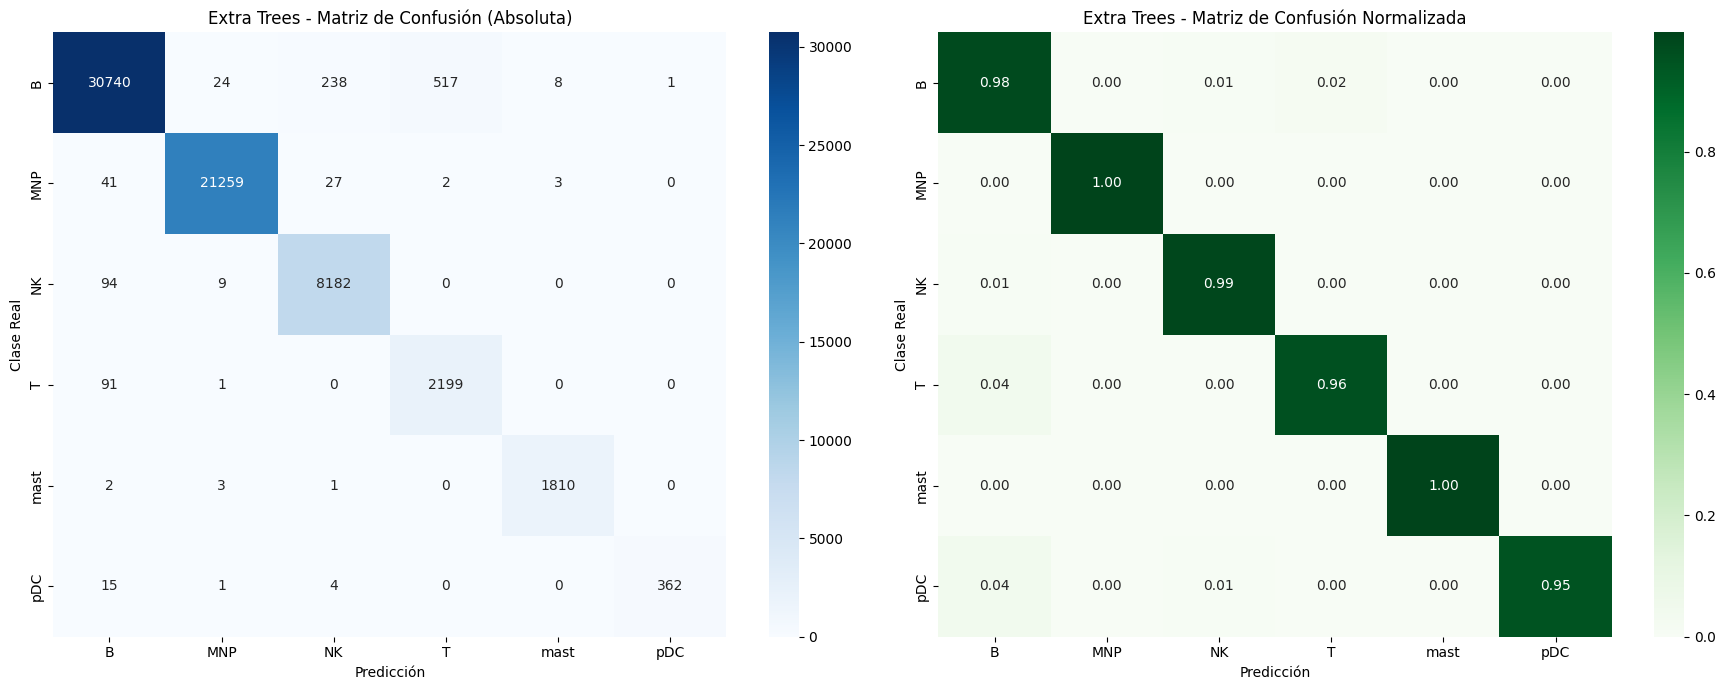 Extra Trees - Matriz de Confusión (Absoluta)
B 30740 24 238 517 8 1
MNP 41 21259 27 2 3 0
NK 94 9 8182 0 0 0
T 91 1 0 2199 0 0
mast 2 3 1 0 1810 0
pDC 15 1 4 0 0 362
B MNP NK T mast pDC
Predicción
Clase Real
30000
25000
20000
15000
10000
5000
0
Extra Trees - Matriz de Confusión Normalizada
B 0.98 0.00 0.01 0.02 0.00 0.00
MNP 0.00 1.00 0.00 0.00 0.00 0.00
NK 0.01 0.00 0.99 0.00 0.00 0.00
T 0.04 0.00 0.00 0.96 0.00 0.00
mast 0.00 0.00 0.00 0.00 1.00 0.00
pDC 0.04 0.00 0.01 0.00 0.00 0.95
B MNP NK T mast pDC
Predicción
Clase Real
0.8
0.6
0.4
0.2
0.0